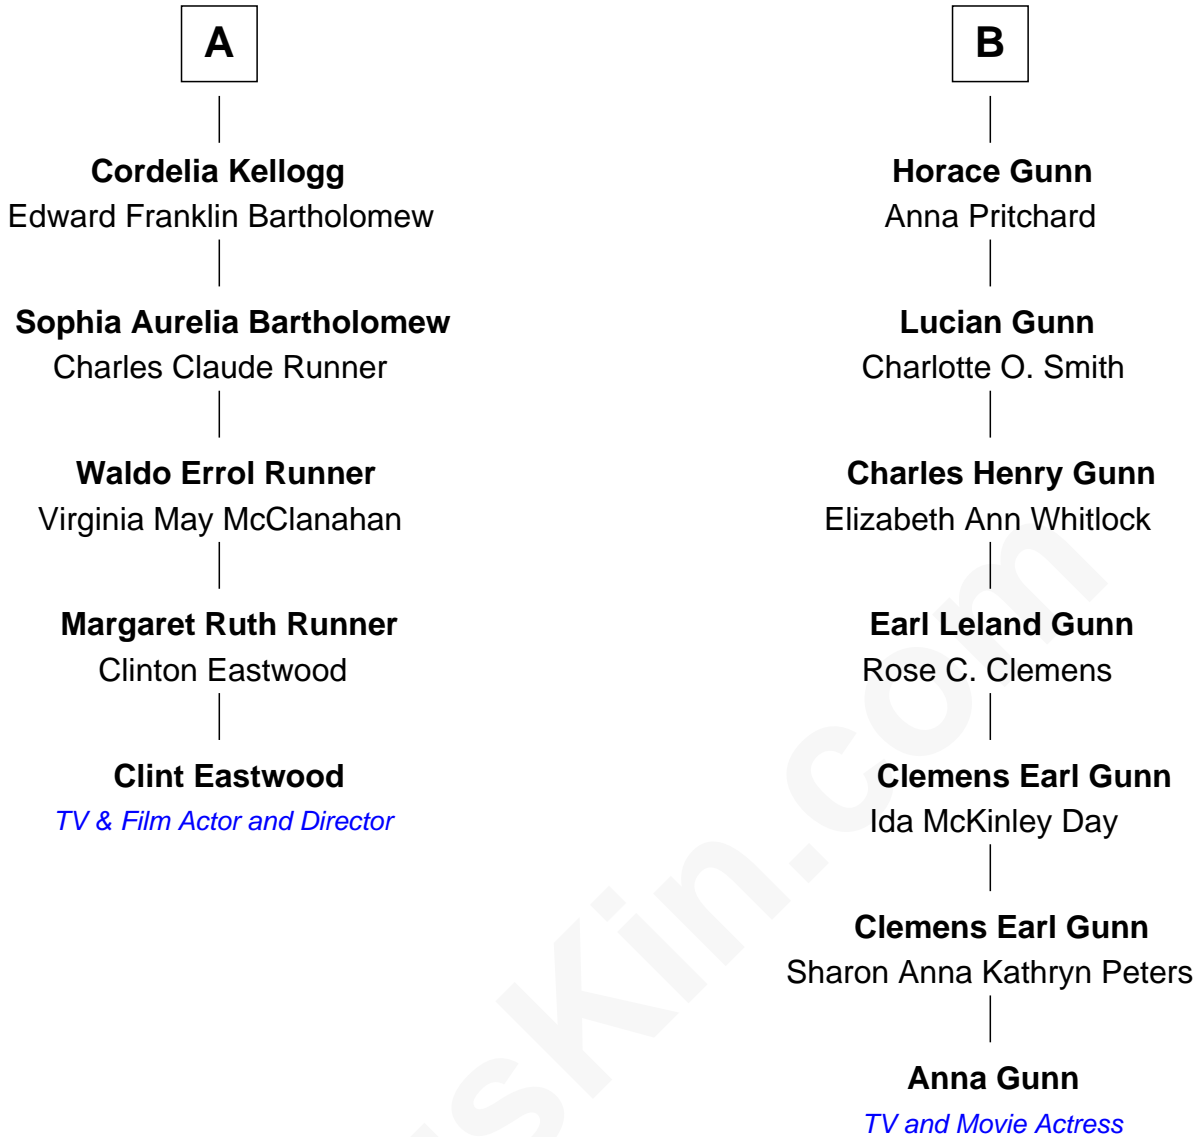 A
Cordelia Kellogg
Edward Franklin Bartholomew
Sophia Aurelia Bartholomew
Charles Claude Runner
Waldo Errol Runner
Virginia May McClanahan
Margaret Ruth Runner
Clinton Eastwood
Clint Eastwood
TV & Film Actor and Director
B
Horace Gunn
Anna Pritchard
Lucian Gunn
Charlotte O. Smith
Charles Henry Gunn
Elizabeth Ann Whitlock
Earl Leland Gunn
Rose C. Clemens
Clemens Earl Gunn
Ida McKinley Day
Clemens Earl Gunn
Sharon Anna Kathryn Peters
Anna Gunn
TV and Movie Actress